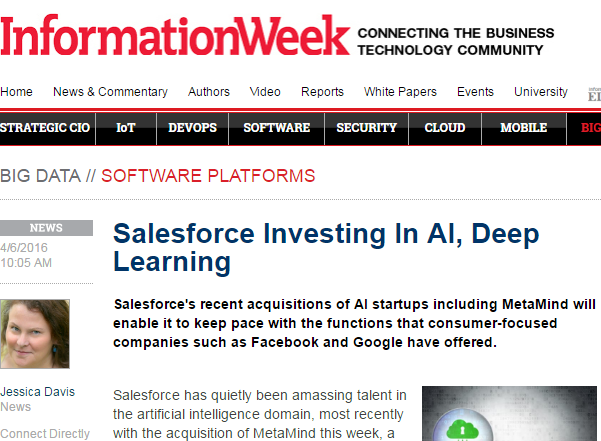 InformationWeek CONNECTING THE BUSINESS
TECHNOLOGY COMMUNITY
Home News & Commentary Authors Video Reports White Papers Events University
STRATEGIC CIO IoT DEVOPS SOFTWARE SECURITY CLOUD MOBILE BIG
BIG DATA // SOFTWARE PLATFORMS
NEWS
4/6/2016
10:05 AM
Jessica Davis
News
Connect Directly
Salesforce Investing In AI, Deep
Learning
Salesforce's recent acquisitions of AI startups including MetaMind will
enable it to keep pace with the functions that consumer-focused
companies such as Facebook and Google have offered.
Salesforce has quietly been amassing talent in
the artificial intelligence domain, most recently
with the acquisition of MetaMind this week, a